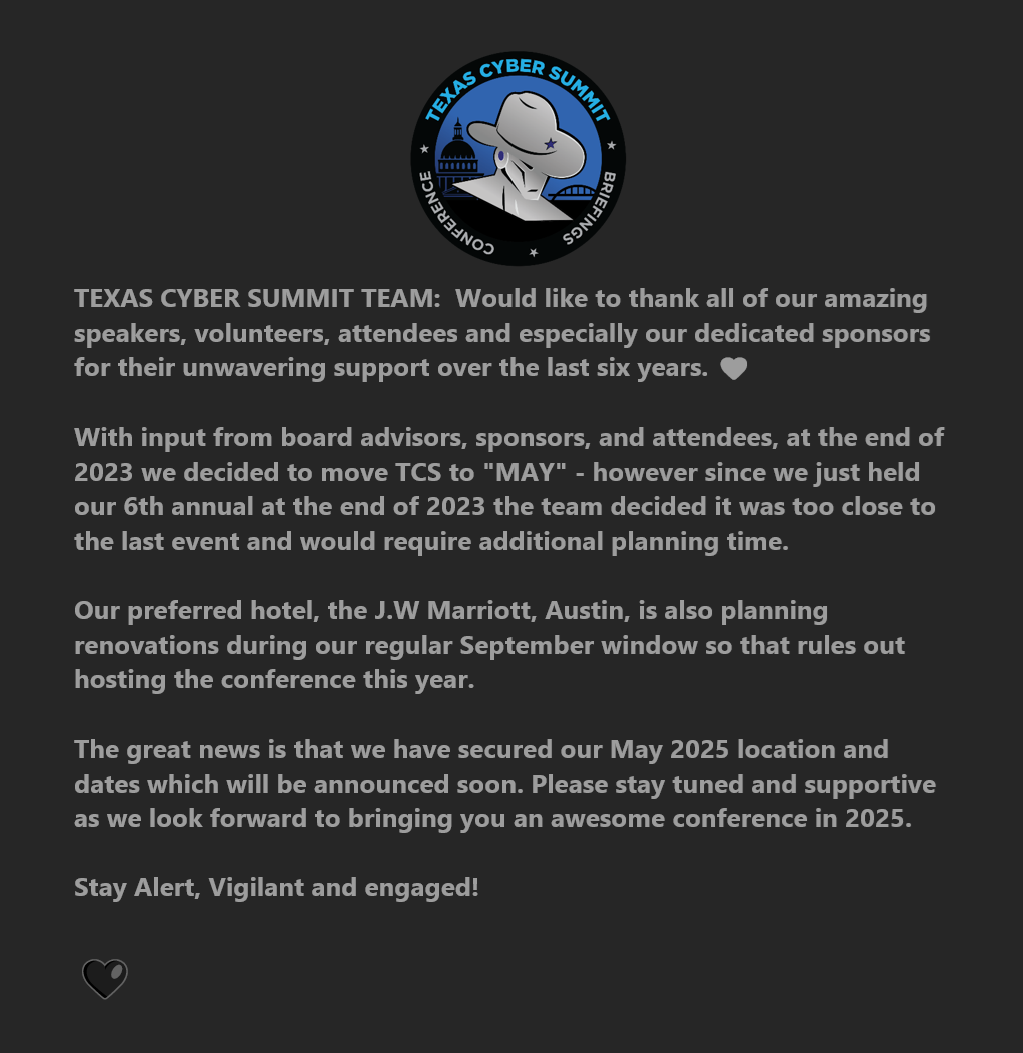 TEXAS CYBER SUMMIT
CONFERENCE
BRIEFINGS
TEXAS CYBER SUMMIT TEAM:  Would like to thank all of our amazing
speakers, volunteers, attendees and especially our dedicated sponsors
for their unwavering support over the last six years. 🖤
With input from board advisors, sponsors, and attendees, at the end of
2023 we decided to move TCS to "MAY" - however since we just held
our 6th annual at the end of 2023 the team decided it was too close to
the last event and would require additional planning time.
Our preferred hotel, the J.W Marriott, Austin, is also planning
renovations during our regular September window so that rules out
hosting the conference this year.
The great news is that we have secured our May 2025 location and
dates which will be announced soon. Please stay tuned and supportive
as we look forward to bringing you an awesome conference in 2025.
Stay Alert, Vigilant and engaged!